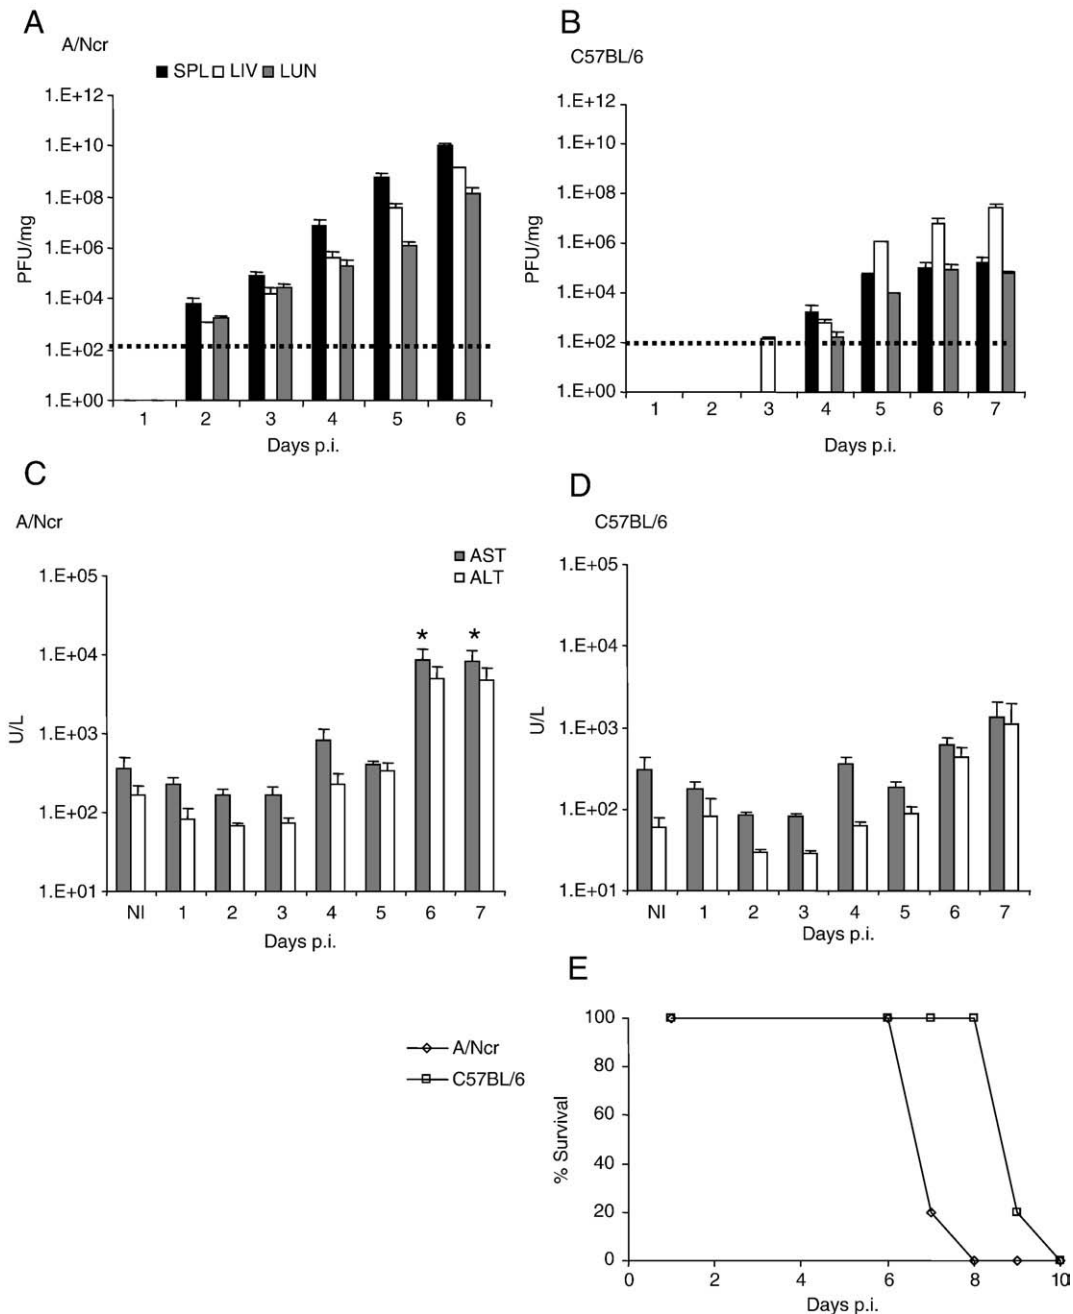 A
A/Ncr
SPL LIV LUN
PFU/mg
1.E+12
1.E+10
1.E+08
1.E+06
1.E+04
1.E+02
1.E+00
1 2 3 4 5 6
Days p.i.
B
C57BL/6
PFU/mg
1.E+12
1.E+10
1.E+08
1.E+06
1.E+04
1.E+02
1.E+00
1 2 3 4 5 6 7
Days p.i.
C
A/Ncr
AST
ALT
U/L
1.E+05
1.E+04
1.E+03
1.E+02
1.E+01
* *
NI 1 2 3 4 5 6 7
Days p.i.
D
C57BL/6
U/L
1.E+05
1.E+04
1.E+03
1.E+02
1.E+01
NI 1 2 3 4 5 6 7
Days p.i.
E
A/Ncr
C57BL/6
% Survival
100
80
60
40
20
0
0 2 4 6 8 10
Days p.i.